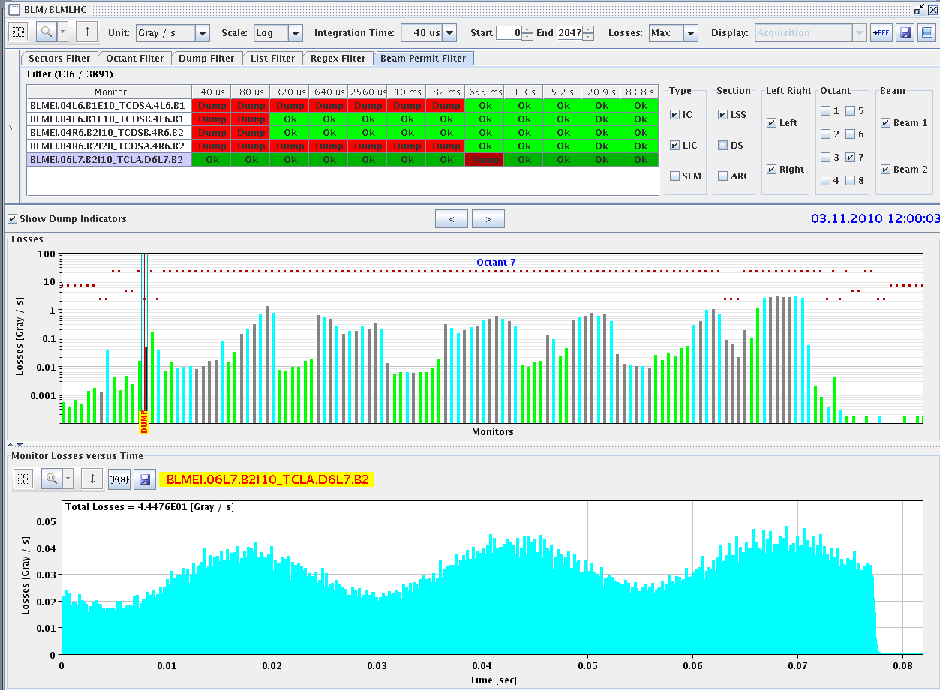 BLM/BLMLHC
Unit: Gray / s Scale: Log Integration Time: 40 us Start 0 End 2047 Losses: Max Display: Acquisition FFF
Sectors Filter Octant Filter Dump Filter List Filter Regex Filter Beam Permit Filter
Filter (136 / 3891)
Monitor 40 us 80 us 320 us 640 us 2560 us 10 ms 82 ms 655 ms 1.3 s 5.2 s 20.9 s 83.8 s
BLMEI.04L6.B1E10_TCDSA.4L6.B1 Dump Dump Dump Dump Dump Dump Dump Ok Ok Ok Ok Ok
BLMEI.04L6.B1E10_TCDSB.4L6.B1 Dump Dump Ok Ok Ok Ok Ok Ok Ok Ok Ok Ok
BLMEI.04R6.B2I10_TCDSB.4R6.B2 Dump Dump Ok Ok Ok Ok Ok Ok Ok Ok Ok Ok
BLMEI.04R6.B2I10_TCDSA.4R6.B2 Dump Dump Dump Dump Dump Dump Dump Ok Ok Ok Ok Ok
BLMEI.06L7.B2I10_TCLA.D6L7.B2 Ok Ok Ok Ok Ok Ok Ok Dump Ok Ok Ok Ok
Type Section Left Right Octant Beam
IC LSS Left 1 5 Beam 1
LIC DS 2 6
SEM ARC Right 3 7 Beam 2
4 8
Show Dump Indicators < > 03.11.2010 12:00:03
Losses
Octant 7
Losses [Gray / s]
100
10
1
0.1
0.01
0.001
DUMP
Monitors
Monitor Losses versus Time
BLMEI.06L7.B2I10_TCLA.D6L7.B2
Total Losses = 4.4476E01 [Gray / s]
Losses [Gray / s]
0.05
0.04
0.03
0.02
0.01
0
0 0.01 0.02 0.03 0.04 0.05 0.06 0.07 0.08
Time [sec]